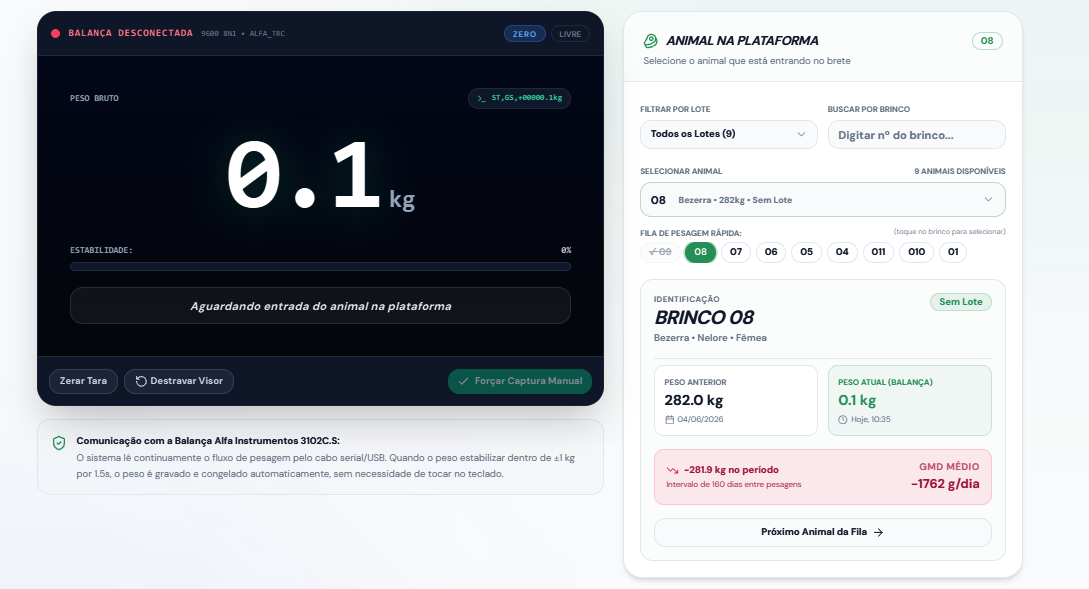 BALANÇA DESCONECTADA 9600 8N1 • ALFA_TRC
ZERO
LIVRE
PESO BRUTO
>_ ST,GS,+00000.1kg
0.1 kg
ESTABILIDADE:
0%
Aguardando entrada do animal na plataforma
Zerar Tara
Destravar Visor
Forçar Captura Manual
Comunicação com a Balança Alfa Instrumentos 3102C.S:
O sistema lê continuamente o fluxo de pesagem pelo cabo serial/USB. Quando o peso estabilizar dentro de ±1 kg
por 1.5s, o peso é gravado e congelado automaticamente, sem necessidade de tocar no teclado.
ANIMAL NA PLATAFORMA
08
Selecione o animal que está entrando no brete
FILTRAR POR LOTE
BUSCAR POR BRINCO
Todos os Lotes (9)
Digitar nº do brinco...
SELECIONAR ANIMAL
9 ANIMAIS DISPONÍVEIS
08 Bezerra • 282kg • Sem Lote
FILA DE PESAGEM RÁPIDA:
(toque no brinco para selecionar)
✓ 09 08 07 06 05 04 011 010 01
IDENTIFICAÇÃO
Sem Lote
BRINCO 08
Bezerra • Nelore • Fêmea
PESO ANTERIOR
282.0 kg
04/06/2026
PESO ATUAL (BALANÇA)
0.1 kg
Hoje, 10:35
-281.9 kg no período
Intervalo de 160 dias entre pesagens
GMD MÉDIO
-1762 g/dia
Próximo Animal da Fila →